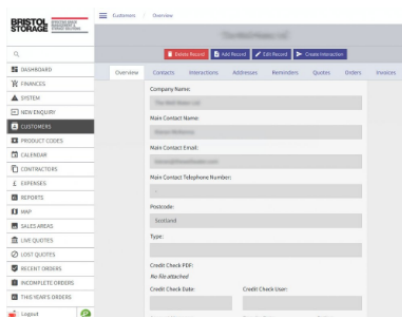 Customers Overview
BRISTOL
STORAGE
Delete Record Add Record Edit Record Create Interaction
Overview Contacts Interactions Addresses Reminders Quotes Orders Invoices
DASHBOARD
FINANCES
SYSTEM
NEW ENQUIRY
CUSTOMERS
PRODUCT CODES
CALENDAR
CONTRACTORS
£ EXPENSES
REPORTS
MAP
SALES AREAS
LIVE QUOTES
LOST QUOTES
RECENT ORDERS
INCOMPLETE ORDERS
THIS YEAR'S ORDERS
Logout
Company Name:
Main Contact Name:
Main Contact Email:
Main Contact Telephone Number:
-
Postcode:
Scotland
Type:
Credit Check PDF:
No file attached
Credit Check Date: Credit Check User: